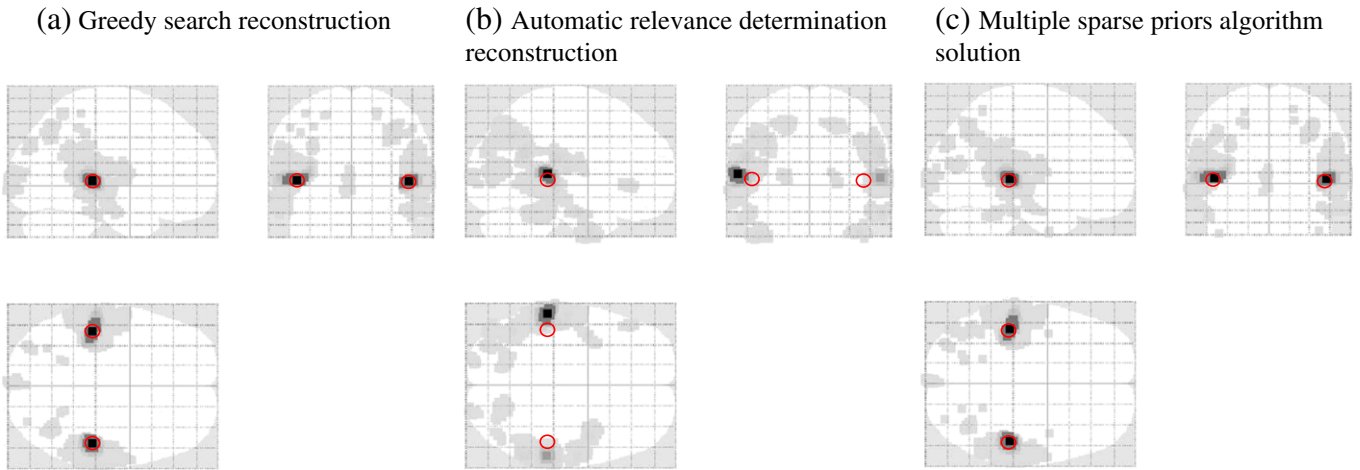 (a) Greedy search reconstruction
(b) Automatic relevance determination
reconstruction
(c) Multiple sparse priors algorithm
solution